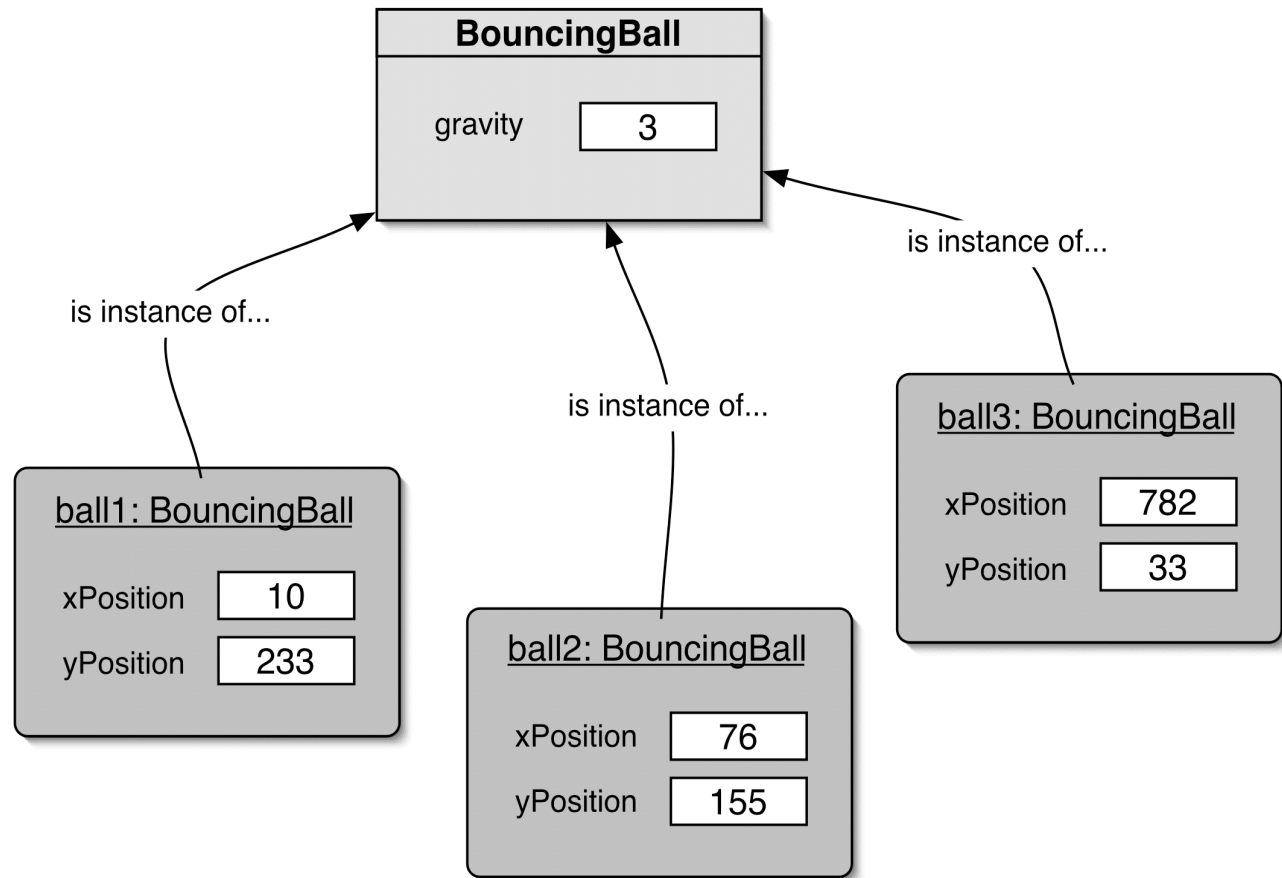 BouncingBall
gravity 3
is instance of...
is instance of...
is instance of...
ball1: BouncingBall
xPosition 10
yPosition 233
ball2: BouncingBall
xPosition 76
yPosition 155
ball3: BouncingBall
xPosition 782
yPosition 33